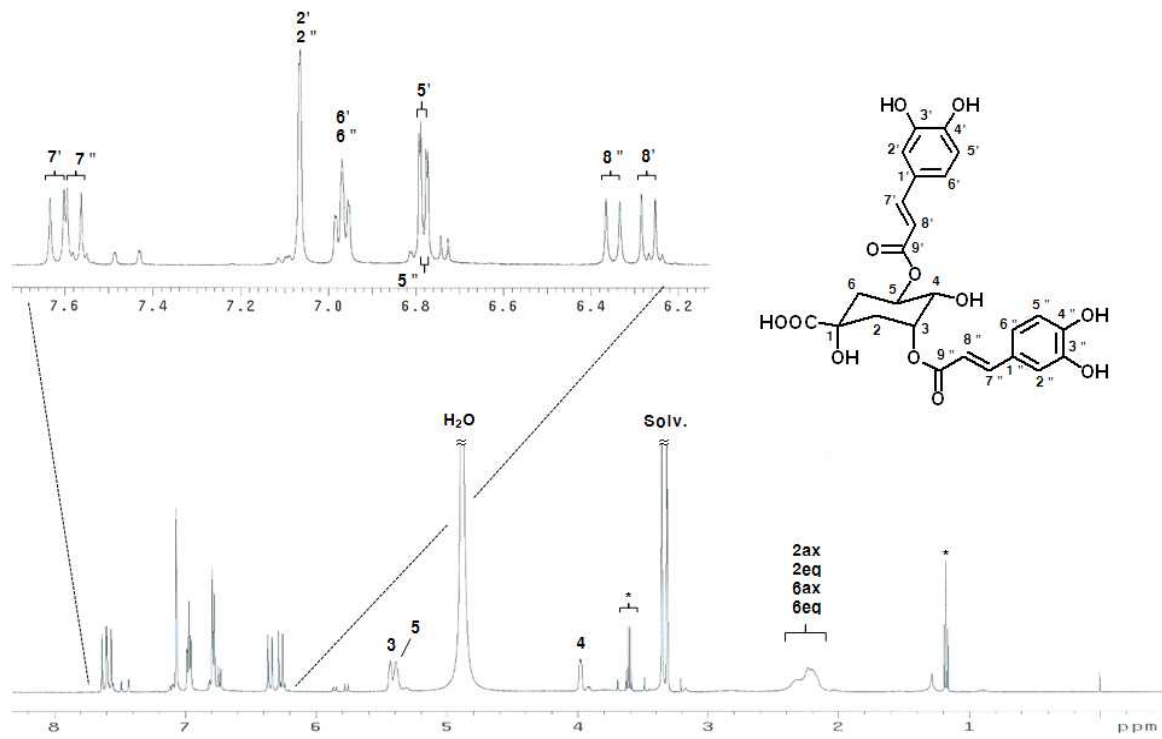 2'
2"
5'
6'
6"
7' 7"
8" 8'
5"
7.6 7.4 7.2 7.0 6.8 6.6 6.4 6.2
HO 3' OH
4'
2' 5'
1' 6'
7'
8'
O 9'
O
6 5 4
OH
HOOC 1 2 3
OH
O 9" 8" 7"
O
6" 5" 4" OH
1" 2" 3" OH
H₂O Solv.
≈ ≈
2ax
2eq
6ax
6eq
* *
3 5 4
8 7 6 5 4 3 2 1 ppm